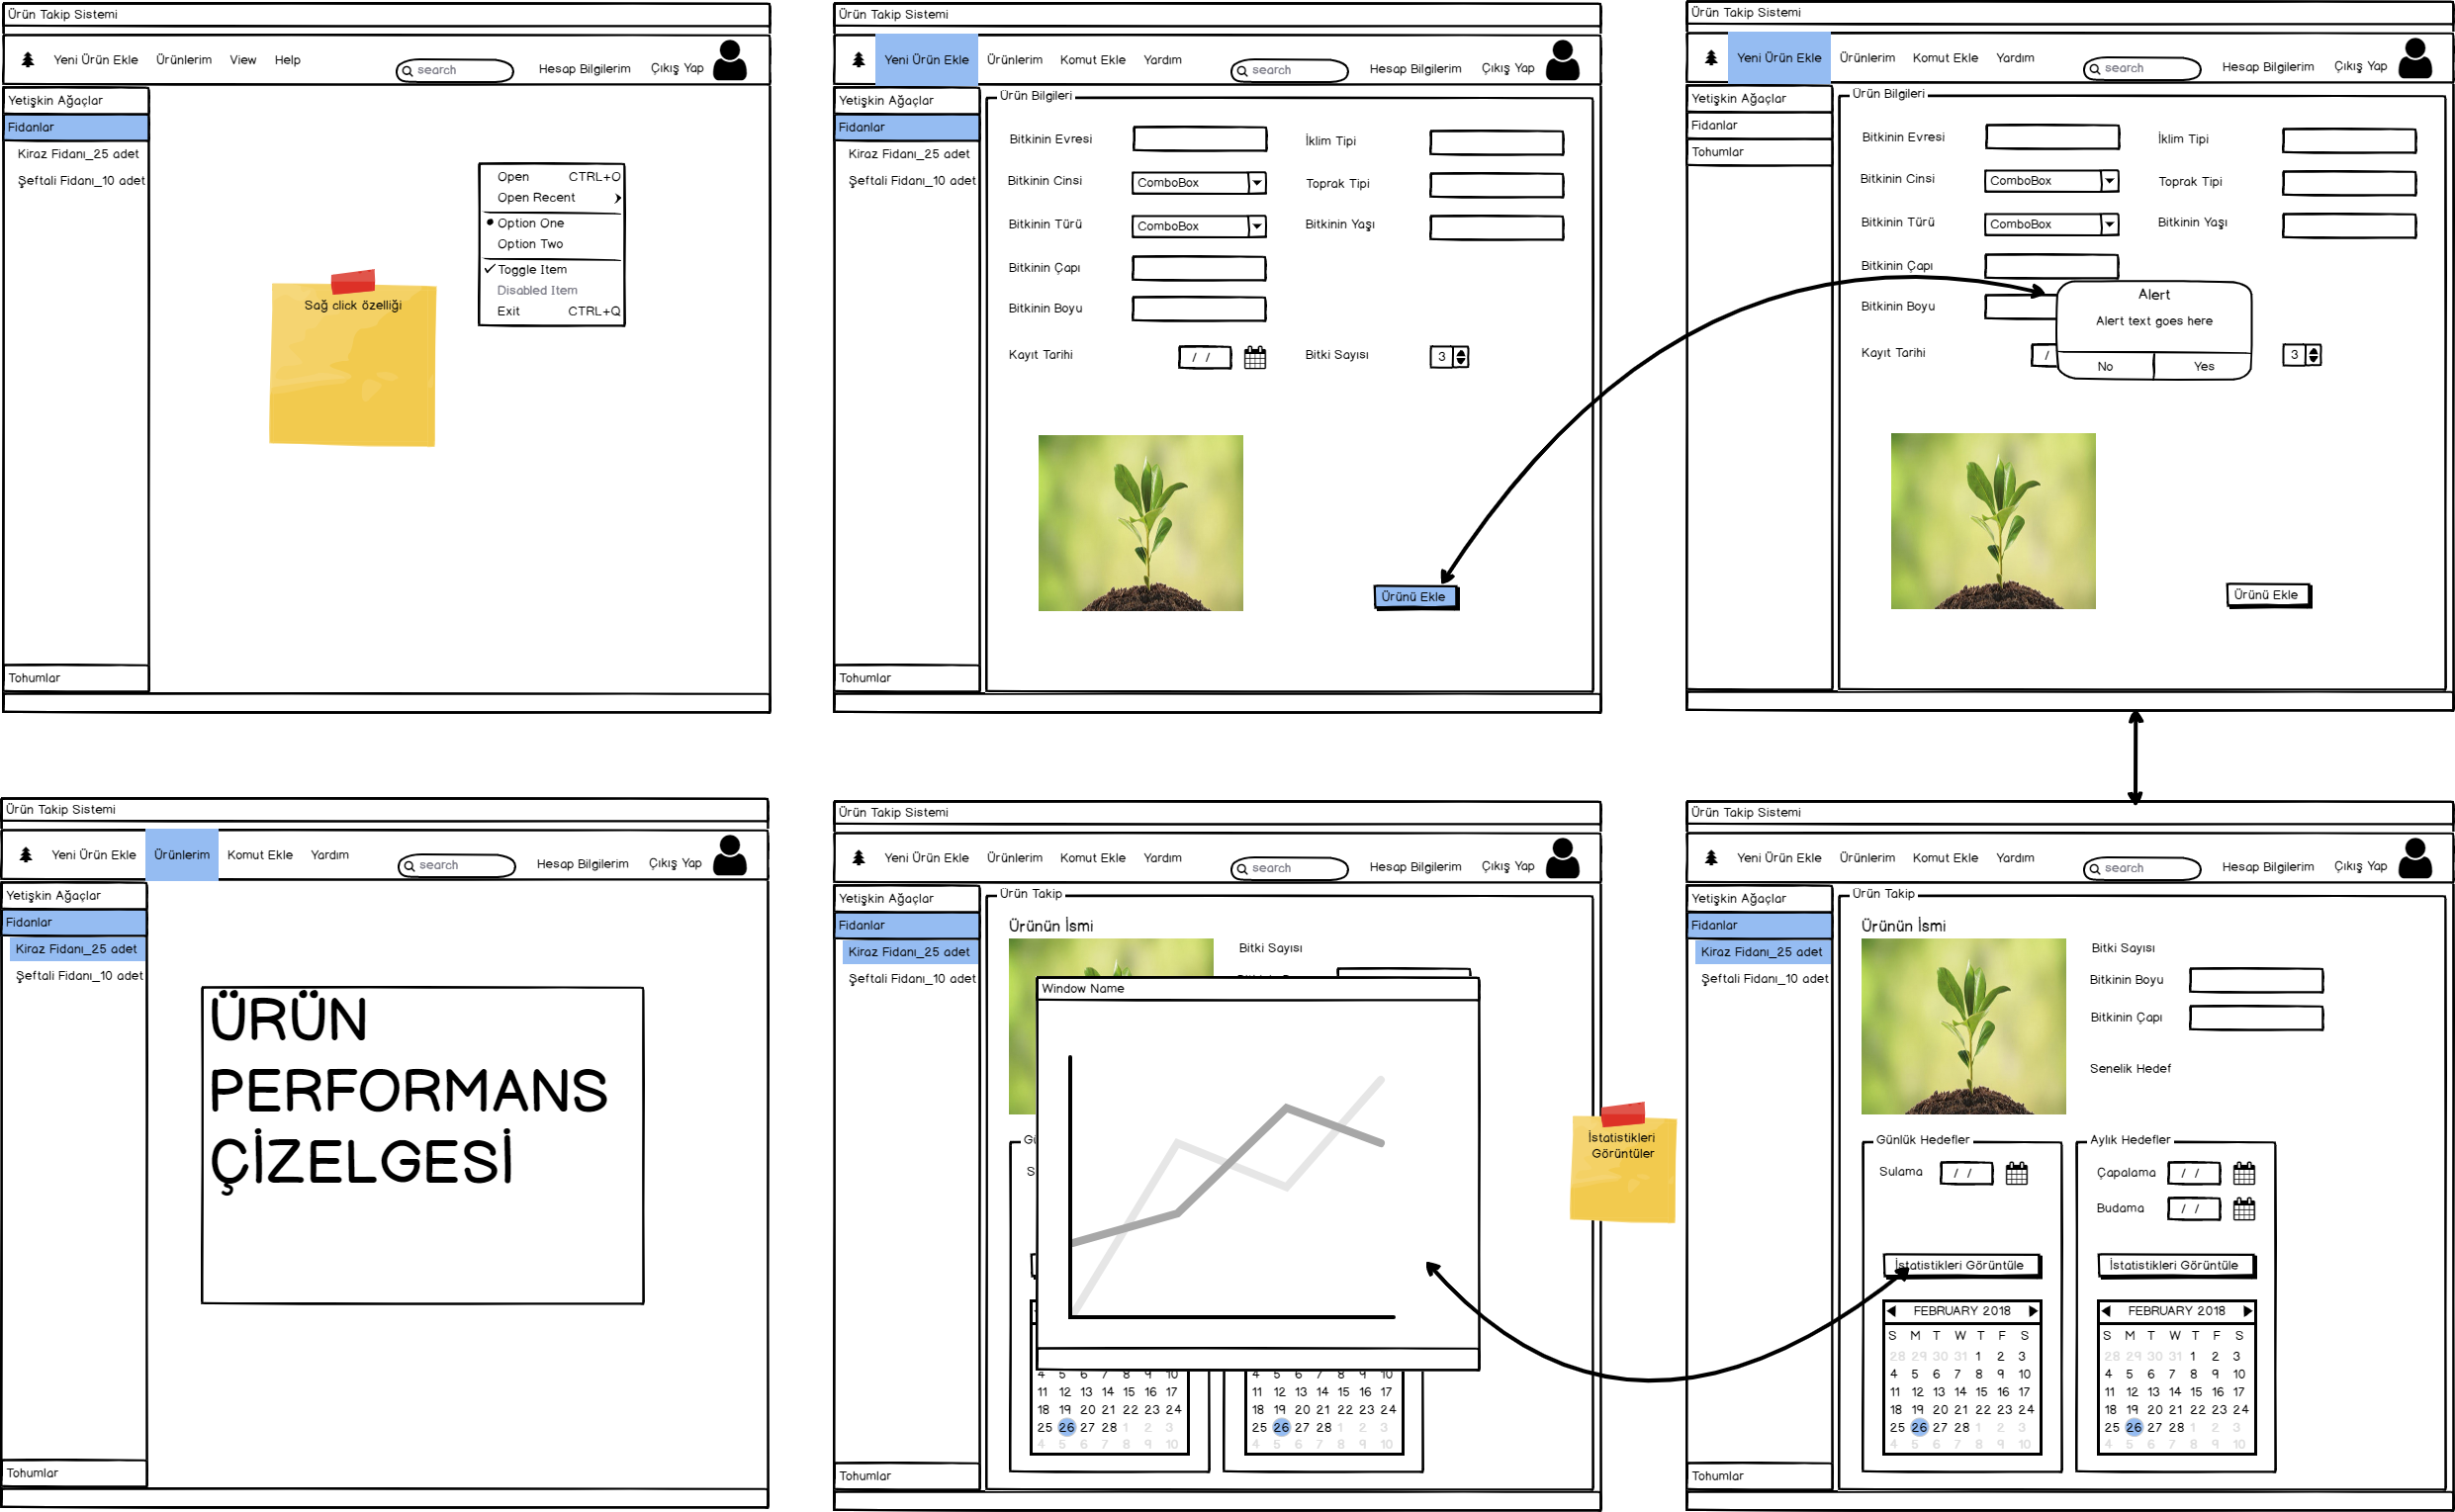 Ürün Takip Sistemi
Yeni Ürün Ekle Ürünlerim View Help search Hesap Bilgilerim Çıkış Yap
Yetişkin Ağaçlar
Fidanlar
Kiraz Fidanı_25 adet
Şeftali Fidanı_10 adet
Open CTRL+O
Open Recent
Option One
Option Two
Toggle Item
Disabled Item
Exit CTRL+Q
Sağ click özelliği
Tohumlar
Ürün Takip Sistemi
Yeni Ürün Ekle Ürünlerim Komut Ekle Yardım search Hesap Bilgilerim Çıkış Yap
Yetişkin Ağaçlar
Fidanlar
Kiraz Fidanı_25 adet
Şeftali Fidanı_10 adet
Tohumlar
Ürün Bilgileri
Bitkinin Evresi İklim Tipi
Bitkinin Cinsi ComboBox Toprak Tipi
Bitkinin Türü ComboBox Bitkinin Yaşı
Bitkinin Çapı
Bitkinin Boyu
Kayıt Tarihi / / Bitki Sayısı 3
Ürünü Ekle
Ürün Takip Sistemi
Yeni Ürün Ekle Ürünlerim Komut Ekle Yardım search Hesap Bilgilerim Çıkış Yap
Yetişkin Ağaçlar
Fidanlar
Tohumlar
Ürün Bilgileri
Bitkinin Evresi İklim Tipi
Bitkinin Cinsi ComboBox Toprak Tipi
Bitkinin Türü ComboBox Bitkinin Yaşı
Bitkinin Çapı
Bitkinin Boyu
Kayıt Tarihi / 3
Alert
Alert text goes here
No Yes
Ürünü Ekle
Ürün Takip Sistemi
Yeni Ürün Ekle Ürünlerim Komut Ekle Yardım search Hesap Bilgilerim Çıkış Yap
Yetişkin Ağaçlar
Fidanlar
Kiraz Fidanı_25 adet
Şeftali Fidanı_10 adet
ÜRÜN
PERFORMANS
ÇİZELGESİ
Tohumlar
Ürün Takip Sistemi
Yeni Ürün Ekle Ürünlerim Komut Ekle Yardım search Hesap Bilgilerim Çıkış Yap
Yetişkin Ağaçlar
Fidanlar
Kiraz Fidanı_25 adet
Şeftali Fidanı_10 adet
Tohumlar
Ürün Takip
Ürünün İsmi
Bitki Sayısı
Window Name
4 5 6 7 8 9 10 4 5 6 7 8 9 10
11 12 13 14 15 16 17 11 12 13 14 15 16 17
18 19 20 21 22 23 24 18 19 20 21 22 23 24
25 26 27 28 1 2 3 25 26 27 28 1 2 3
4 5 6 7 8 9 10 4 5 6 7 8 9 10
İstatistikleri
Görüntüler
Ürün Takip Sistemi
Yeni Ürün Ekle Ürünlerim Komut Ekle Yardım search Hesap Bilgilerim Çıkış Yap
Yetişkin Ağaçlar
Fidanlar
Kiraz Fidanı_25 adet
Şeftali Fidanı_10 adet
Tohumlar
Ürün Takip
Ürünün İsmi
Bitki Sayısı
Bitkinin Boyu
Bitkinin Çapı
Senelik Hedef
Günlük Hedefler Aylık Hedefler
Sulama / / Çapalama / /
Budama / /
İstatistikleri Görüntüle İstatistikleri Görüntüle
FEBRUARY 2018 FEBRUARY 2018
S M T W T F S S M T W T F S
28 29 30 31 1 2 3 28 29 30 31 1 2 3
4 5 6 7 8 9 10 4 5 6 7 8 9 10
11 12 13 14 15 16 17 11 12 13 14 15 16 17
18 19 20 21 22 23 24 18 19 20 21 22 23 24
25 26 27 28 1 2 3 25 26 27 28 1 2 3
4 5 6 7 8 9 10 4 5 6 7 8 9 10